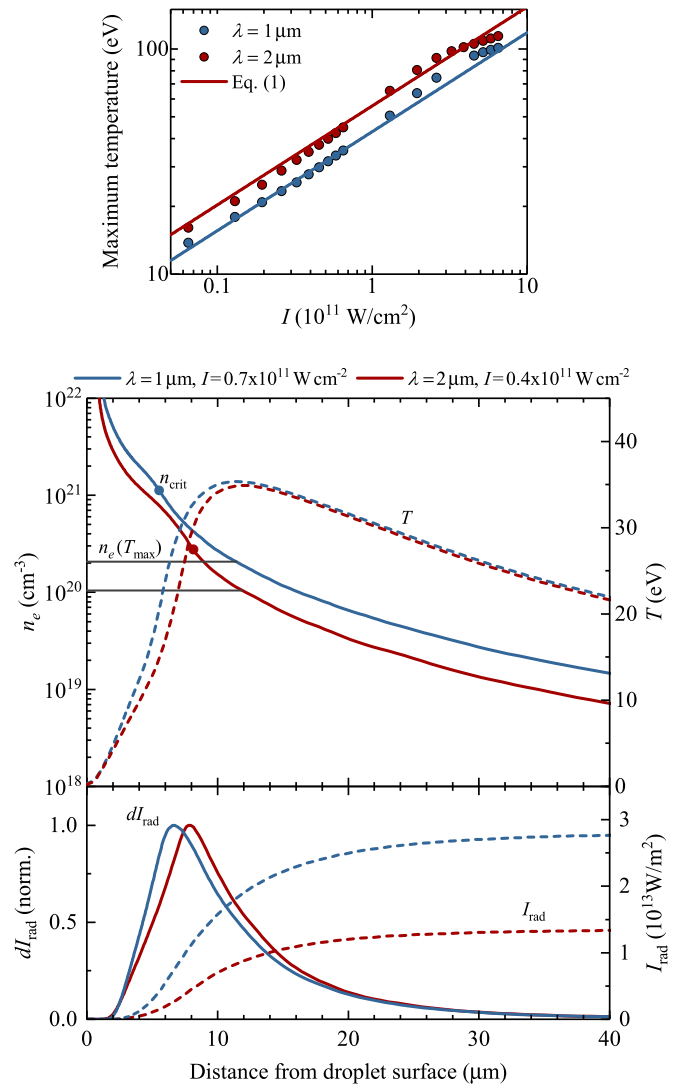 Maximum temperature (eV)
100
10
λ = 1 μm
λ = 2 μm
Eq. (1)
0.1 1 10
I (10¹¹ W/cm²)
λ = 1 μm, I = 0.7x10¹¹ W cm⁻² λ = 2 μm, I = 0.4x10¹¹ W cm⁻²
nₑ (cm⁻³)
10²²
10²¹
10²⁰
10¹⁹
10¹⁸
n_crit
nₑ(T_max)
T
T (eV)
40
30
20
10
0
dI_rad (norm.)
1.0
0.5
0.0
dI_rad
I_rad
I_rad (10¹³W/m²)
3
2
1
0
0 10 20 30 40
Distance from droplet surface (μm)